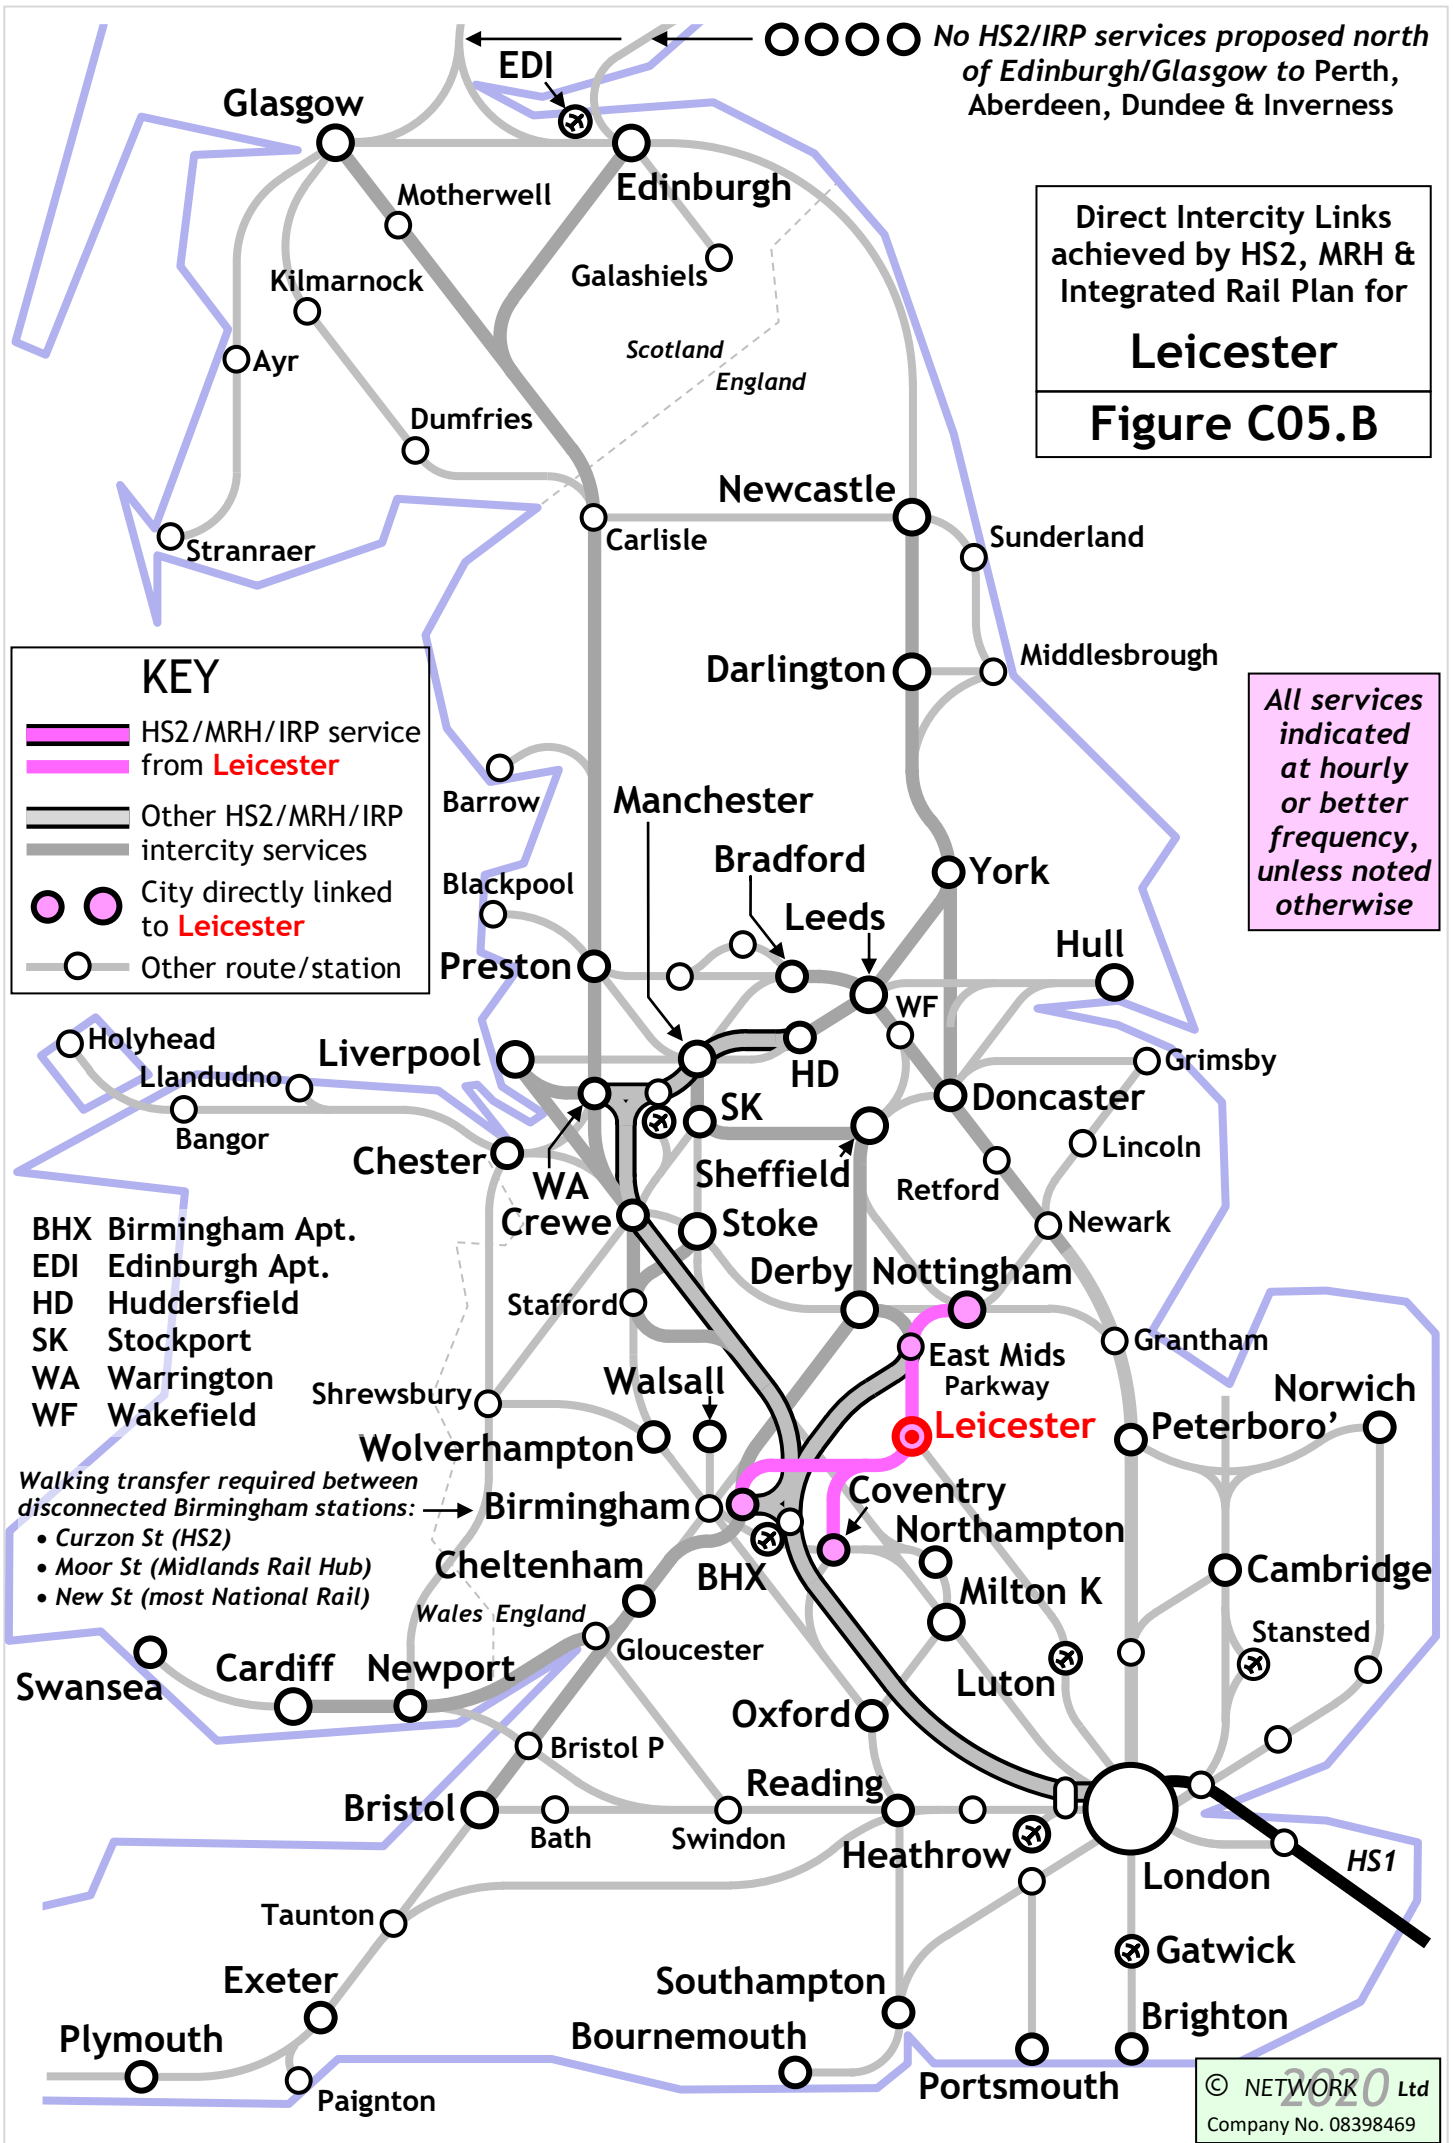 No HS2/IRP services proposed north
of Edinburgh/Glasgow to Perth,
Aberdeen, Dundee & Inverness
EDI
Glasgow
Edinburgh
Motherwell
Galashiels
Kilmarnock
Ayr
Scotland
England
Dumfries
Direct Intercity Links
achieved by HS2, MRH &
Integrated Rail Plan for
Leicester
Figure C05.B
Newcastle
Carlisle
Sunderland
Stranraer
Darlington
Middlesbrough
KEY
HS2/MRH/IRP service
from Leicester
Other HS2/MRH/IRP
intercity services
City directly linked
to Leicester
Other route/station
All services
indicated
at hourly
or better
frequency,
unless noted
otherwise
Barrow
Manchester
Bradford
York
Blackpool
Leeds
Hull
Preston
WF
Holyhead
Liverpool
Llandudno
HD
Grimsby
Bangor
SK
Doncaster
Chester
WA
Sheffield
Lincoln
Retford
Crewe
Stoke
Newark
BHX Birmingham Apt.
EDI Edinburgh Apt.
HD Huddersfield
SK Stockport
WA Warrington
WF Wakefield
Derby
Nottingham
Stafford
Grantham
East Mids
Parkway
Walsall
Shrewsbury
Norwich
Leicester
Peterboro'
Wolverhampton
Walking transfer required between
disconnected Birmingham stations:
• Curzon St (HS2)
• Moor St (Midlands Rail Hub)
• New St (most National Rail)
Birmingham
Coventry
Northampton
Cheltenham
BHX
Cambridge
Milton K
Wales England
Gloucester
Stansted
Swansea
Cardiff
Newport
Luton
Oxford
Bristol P
Reading
Bristol
Bath
Swindon
Heathrow
London
HS1
Taunton
Gatwick
Exeter
Southampton
Brighton
Plymouth
Bournemouth
Paignton
Portsmouth
© NETWORK 2020 Ltd
Company No. 08398469